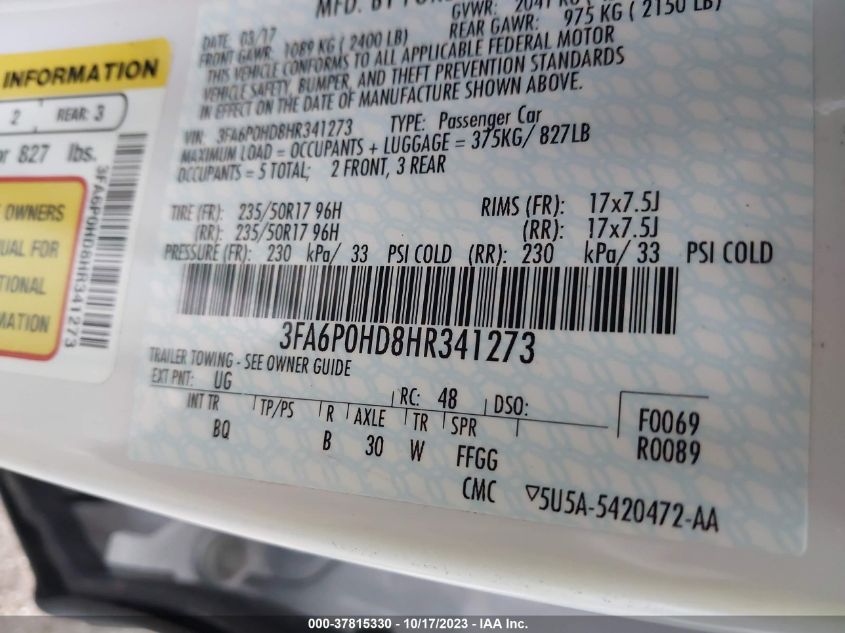 MFD. BY FOR
GVWR: 2041 KG
DATE: 03/17
REAR GAWR: 975 KG ( 2150 LB)
FRONT GAWR: 1089 KG ( 2400 LB)
THIS VEHICLE CONFORMS TO ALL APPLICABLE FEDERAL MOTOR
VEHICLE SAFETY, BUMPER, AND THEFT PREVENTION STANDARDS
IN EFFECT ON THE DATE OF MANUFACTURE SHOWN ABOVE.
VIN: 3FA6P0HD8HR341273 TYPE: Passenger Car
MAXIMUM LOAD = OCCUPANTS + LUGGAGE = 375KG/ 827LB
OCCUPANTS = 5 TOTAL; 2 FRONT, 3 REAR
TIRE (FR): 235/50R17 96H RIMS (FR): 17x7.5J
(RR): 235/50R17 96H (RR): 17x7.5J
PRESSURE (FR): 230 kPa/ 33 PSI COLD (RR): 230 kPa/ 33 PSI COLD
3FA6P0HD8HR341273
TRAILER TOWING - SEE OWNER GUIDE
EXT PNT: UG RC: 48 DSO:
INT TR TP/PS R AXLE TR SPR
BQ B 30 W FFGG
F0069
R0089
CMC ▽5U5A-5420472-AA
INFORMATION
2 REAR: 3
or 827 lbs.
OWNERS
UAL FOR
TIONAL
MATION
3FA6P0HD8HR341273
000-37815330 - 10/17/2023 - IAA Inc.